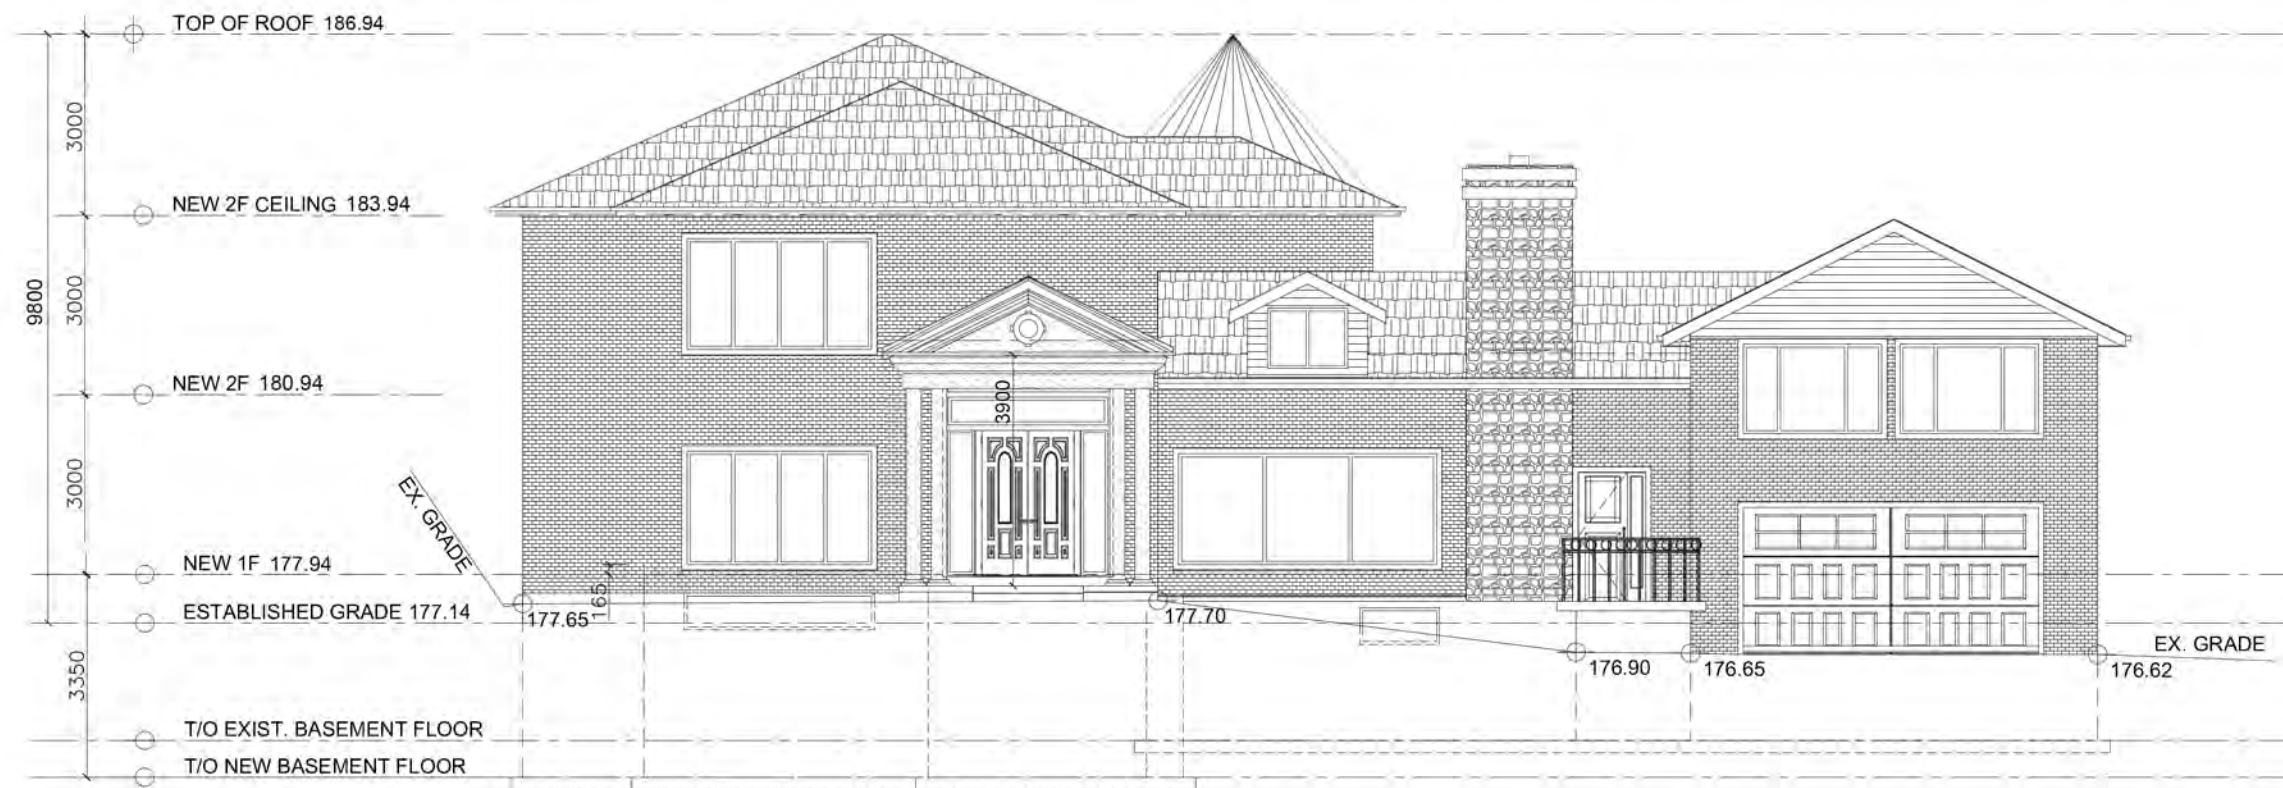 TOP OF ROOF 186.94
3000
NEW 2F CEILING 183.94
9800
3000
NEW 2F 180.94
3900
3000
EX. GRADE
NEW 1F 177.94
165
ESTABLISHED GRADE 177.14
177.65
177.70
EX. GRADE
176.90
176.65
176.62
3350
T/O EXIST. BASEMENT FLOOR
T/O NEW BASEMENT FLOOR